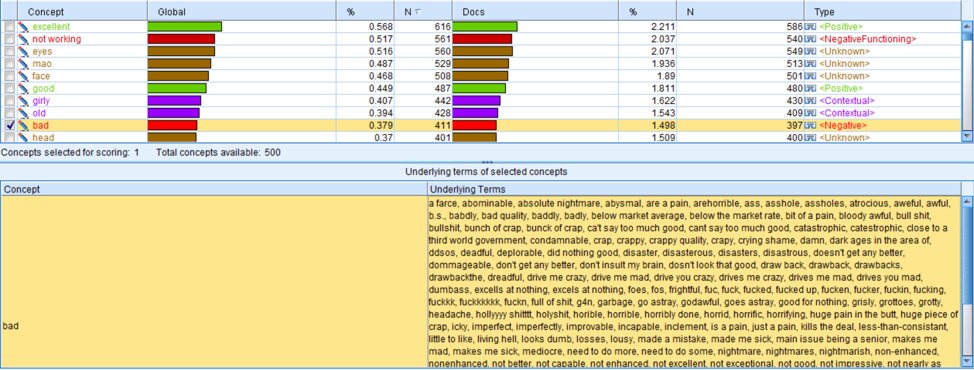 Concept Global % N Docs % N Type
excellent 0.568 616 2.211 586 <Positive>
not working 0.517 561 2.037 540 <NegativeFunctioning>
eyes 0.516 560 2.071 549 <Unknown>
mao 0.487 529 1.936 513 <Unknown>
face 0.468 508 1.89 501 <Unknown>
good 0.449 487 1.811 480 <Positive>
girly 0.407 442 1.622 430 <Contextual>
old 0.394 428 1.543 409 <Contextual>
bad 0.379 411 1.498 397 <Negative>
head 0.37 401 1.509 400 <Unknown>
Concepts selected for scoring: 1 Total concepts available: 500
Underlying terms of selected concepts
Concept Underlying Terms
a farce, abominable, absolute nightmare, abysmal, are a pain, arehorrible, ass, asshole, assholes, atrocious, aweful, awful,
b.s., babdly, bad quality, baddly, badly, below market average, below the market rate, bit of a pain, bloody awful, bull shit,
bullshit, bunch of crap, bunck of crap, ca't say too much good, cant say too much good, catastrophic, catestrophic, close to a
third world government, condamnable, crap, crappy, crappy quality, crapy, crying shame, damn, dark ages in the area of,
ddsos, deadful, deplorable, did nothing good, disaster, disasterous, disasters, disastrous, doesn't get any better,
dommageable, don't get any better, don't insult my brain, dosn't look that good, draw back, drawback, drawbacks,
drawbackthe, dreadful, drive me crazy, drive me mad, drive you crazy, drives me crazy, drives me mad, drives you mad,
dumbass, excells at nothing, excels at nothing, foes, fos, frightful, fuc, fuck, fucked, fucked up, fucken, fucker, fuckin, fucking,
fuckkk, fuckkkkkk, fuckn, full of shit, g4n, garbage, go astray, godawful, goes astray, good for nothing, grisly, grottoes, grotty,
headache, hollyyyy shitttt, holyshit, horible, horrible, horribly done, horrid, horrific, horrifying, huge pain in the butt, huge piece of
crap, icky, imperfect, imperfectly, improvable, incapable, inclement, is a pain, just a pain, kills the deal, less-than-consistant,
bad little to like, living hell, looks dumb, losses, lousy, made a mistake, made me sick, main issue being a senior, makes me
mad, makes me sick, mediocre, need to do more, need to do some, nightmare, nightmares, nightmarish, non-enhanced,
nonenhanced, not better, not capable, not enhanced, not excellent, not exceptional, not good, not impressive, not nearly as